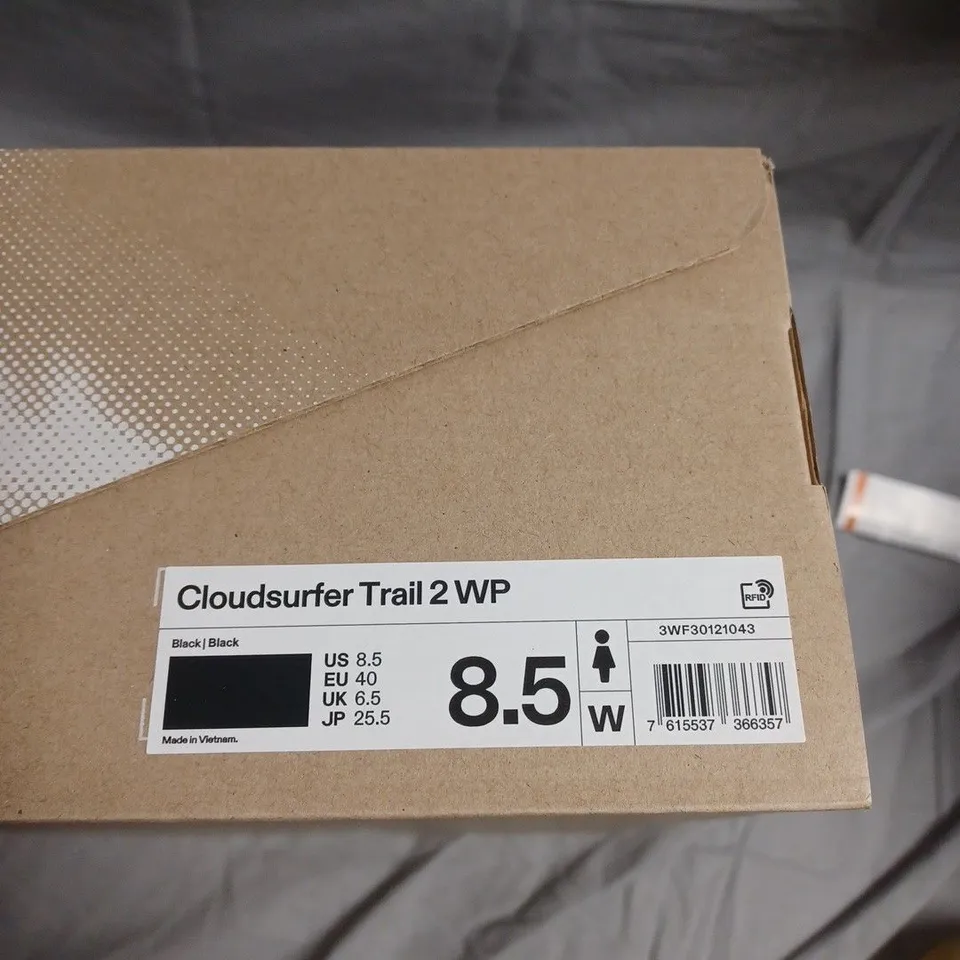 Cloudsurfer Trail 2 WP
RFID
Black | Black
US 8.5
EU 40
UK 6.5
JP 25.5
8.5
W
3WF30121043
7 615537 366357
Made in Vietnam.